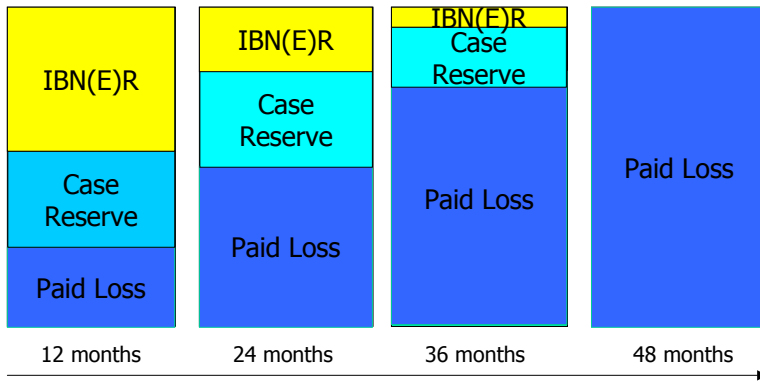 IBN(E)R
Case
Reserve
Paid Loss
12 months
IBN(E)R
Case
Reserve
Paid Loss
24 months
IBN(E)R
Case
Reserve
Paid Loss
36 months
Paid Loss
48 months